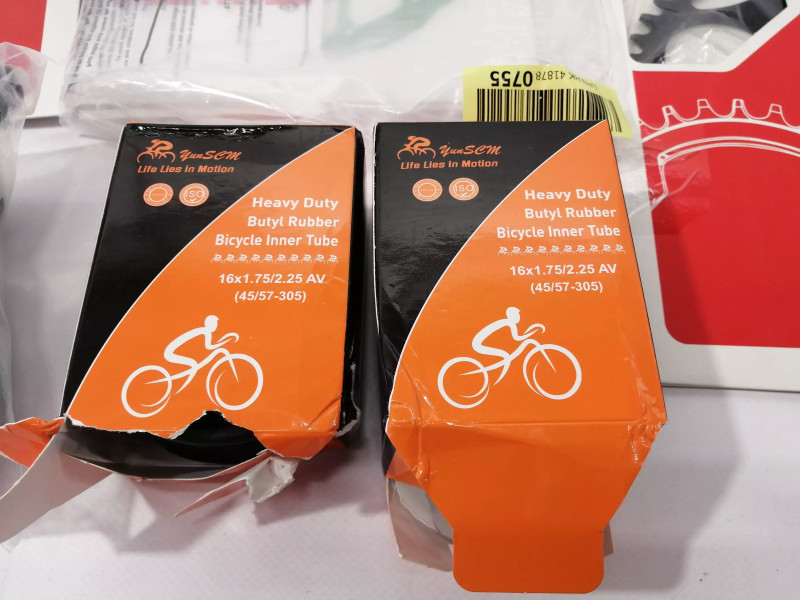 41878 0755
YunSCM
Life Lies in Motion
ISO
Heavy Duty
Butyl Rubber
Bicycle Inner Tube
16x1.75/2.25 AV
(45/57-305)
YunSCM
Life Lies in Motion
ISO
Heavy Duty
Butyl Rubber
Bicycle Inner Tube
16x1.75/2.25 AV
(45/57-305)